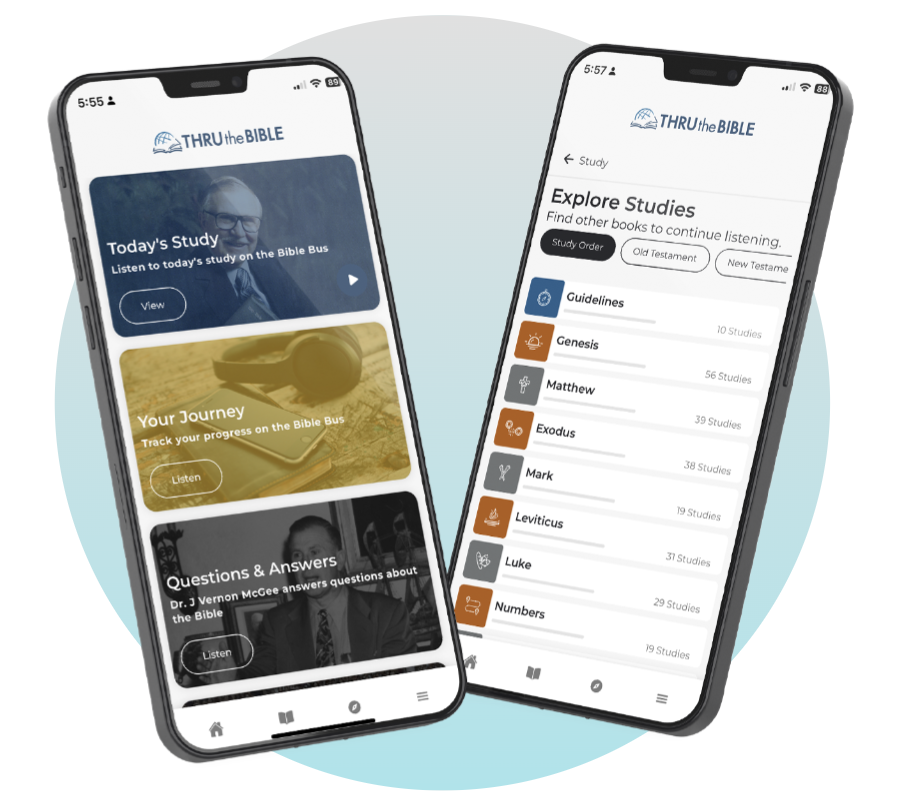 5:55
89
THRU the BIBLE
Today's Study
Listen to today's study on the Bible Bus
View
Your Journey
Track your progress on the Bible Bus
Listen
Questions & Answers
Dr. J Vernon McGee answers questions about
the Bible
Listen
5:57
88
THRU the BIBLE
Study
Explore Studies
Find other books to continue listening.
Study Order
Old Testament
New Testame
Guidelines
10 Studies
Genesis
56 Studies
Matthew
39 Studies
Exodus
38 Studies
Mark
19 Studies
Leviticus
31 Studies
Luke
29 Studies
Numbers
19 Studies